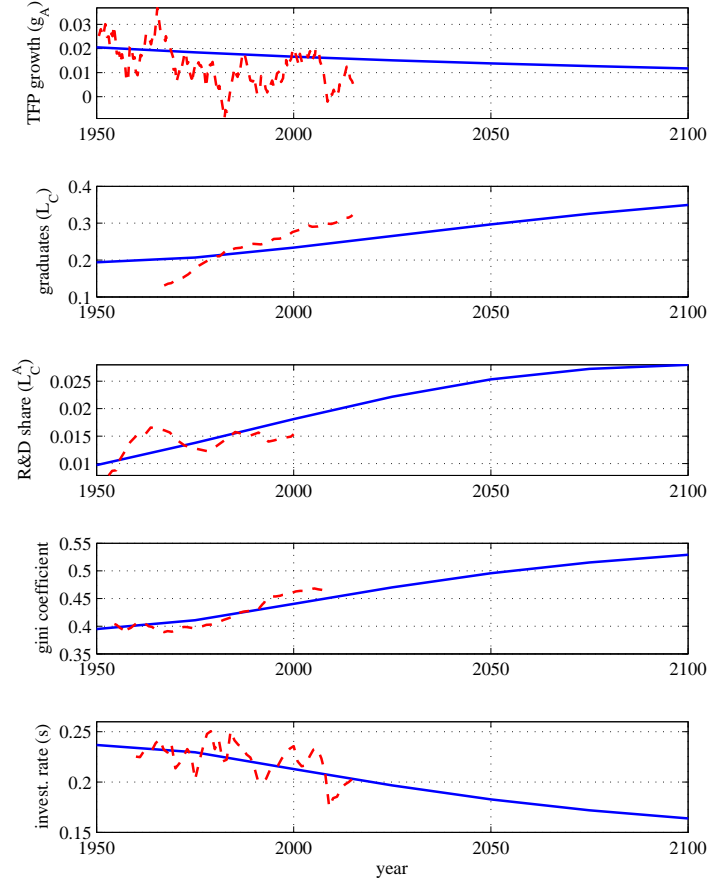 TFP growth (g_A)
0.03
0.02
0.01
0
1950 2000 2050 2100
graduates (L_C)
0.4
0.3
0.2
0.1
1950 2000 2050 2100
R&D share (L_C^A)
0.025
0.02
0.015
0.01
1950 2000 2050 2100
gini coefficient
0.55
0.5
0.45
0.4
0.35
1950 2000 2050 2100
invest. rate (s)
0.25
0.2
0.15
1950 2000 2050 2100
year